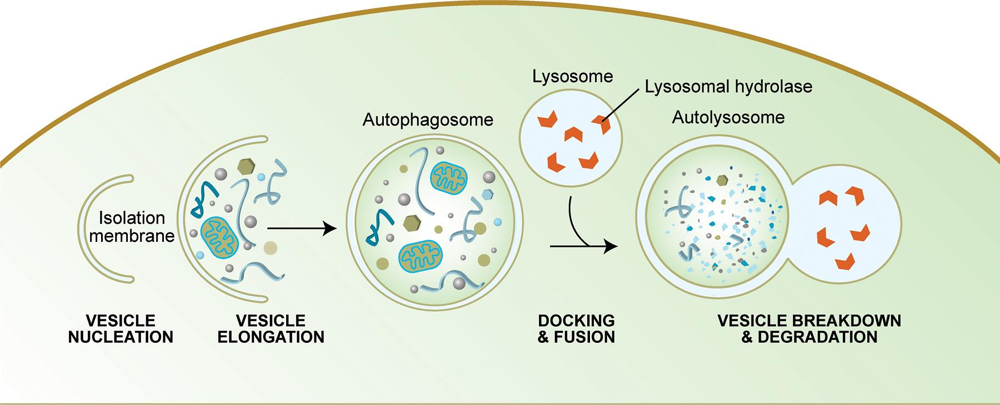 Lysosome
Lysosomal hydrolase
Autophagosome
Autolysosome
Isolation
membrane
VESICLE
NUCLEATION
VESICLE
ELONGATION
DOCKING
& FUSION
VESICLE BREAKDOWN
& DEGRADATION